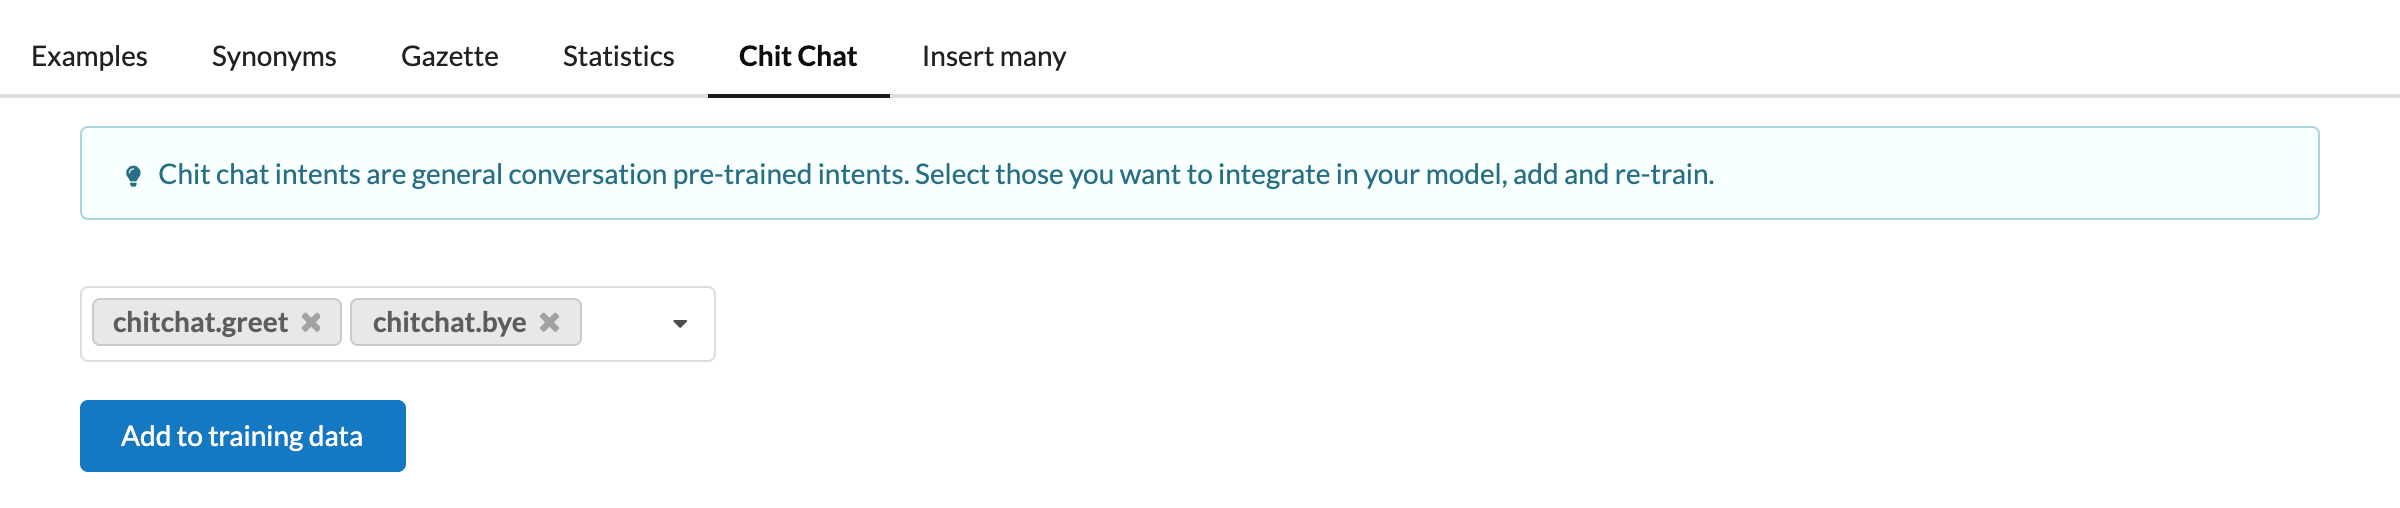 Examples Synonyms Gazette Statistics Chit Chat Insert many
Chit chat intents are general conversation pre-trained intents. Select those you want to integrate in your model, add and re-train.
chitchat.greet chitchat.bye
Add to training data